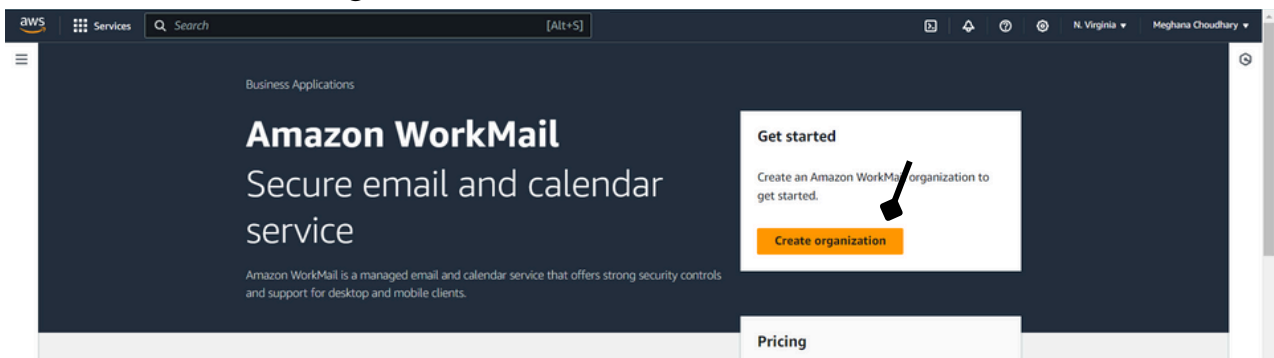 aws Services Search [Alt+S] N. Virginia Meghana Choudhary
Business Applications
Amazon WorkMail
Secure email and calendar
service
Amazon WorkMail is a managed email and calendar service that offers strong security controls
and support for desktop and mobile clients.
Get started
Create an Amazon WorkMail organization to
get started.
Create organization
Pricing